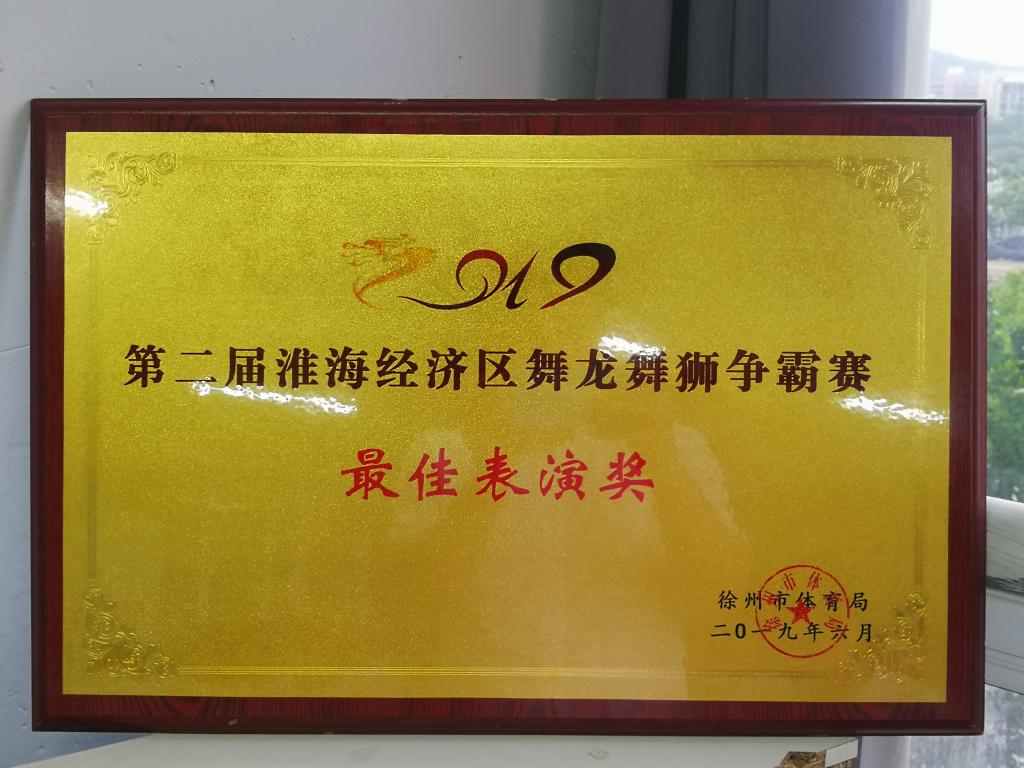 2019
第二届淮海经济区舞龙舞狮争霸赛
最佳表演奖
徐州市体育局
二0一九年六月